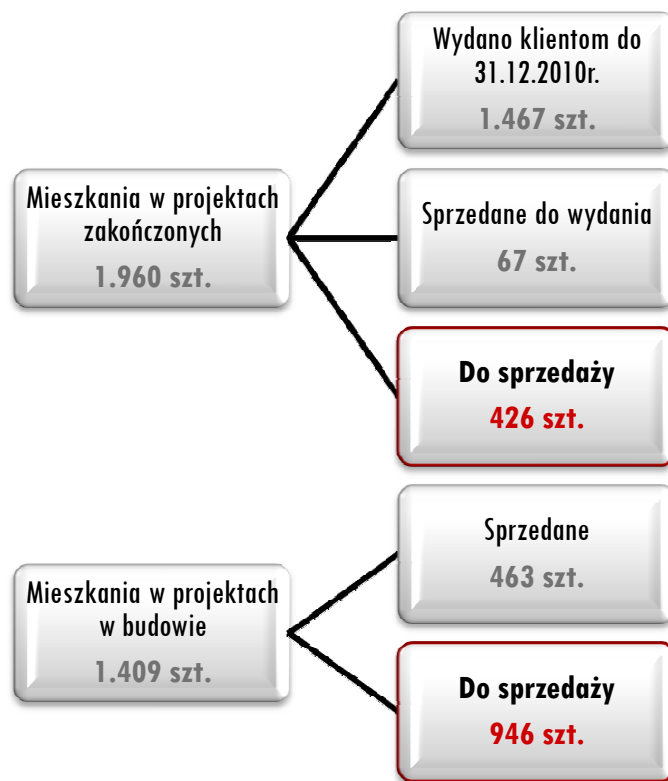 Mieszkania w projektach
zakończonych
1.960 szt.
Wydano klientom do
31.12.2010r.
1.467 szt.
Sprzedane do wydania
67 szt.
Do sprzedaży
426 szt.
Mieszkania w projektach
w budowie
1.409 szt.
Sprzedane
463 szt.
Do sprzedaży
946 szt.